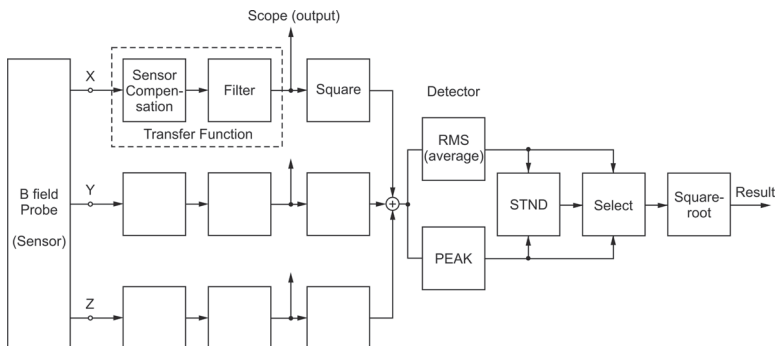 Scope (output)
X
Sensor
Compen-
sation
Filter
Square
Transfer Function
Detector
RMS
(average)
B field
Probe
(Sensor)
Y
+
STND
Select
Square-
root
Result
PEAK
Z